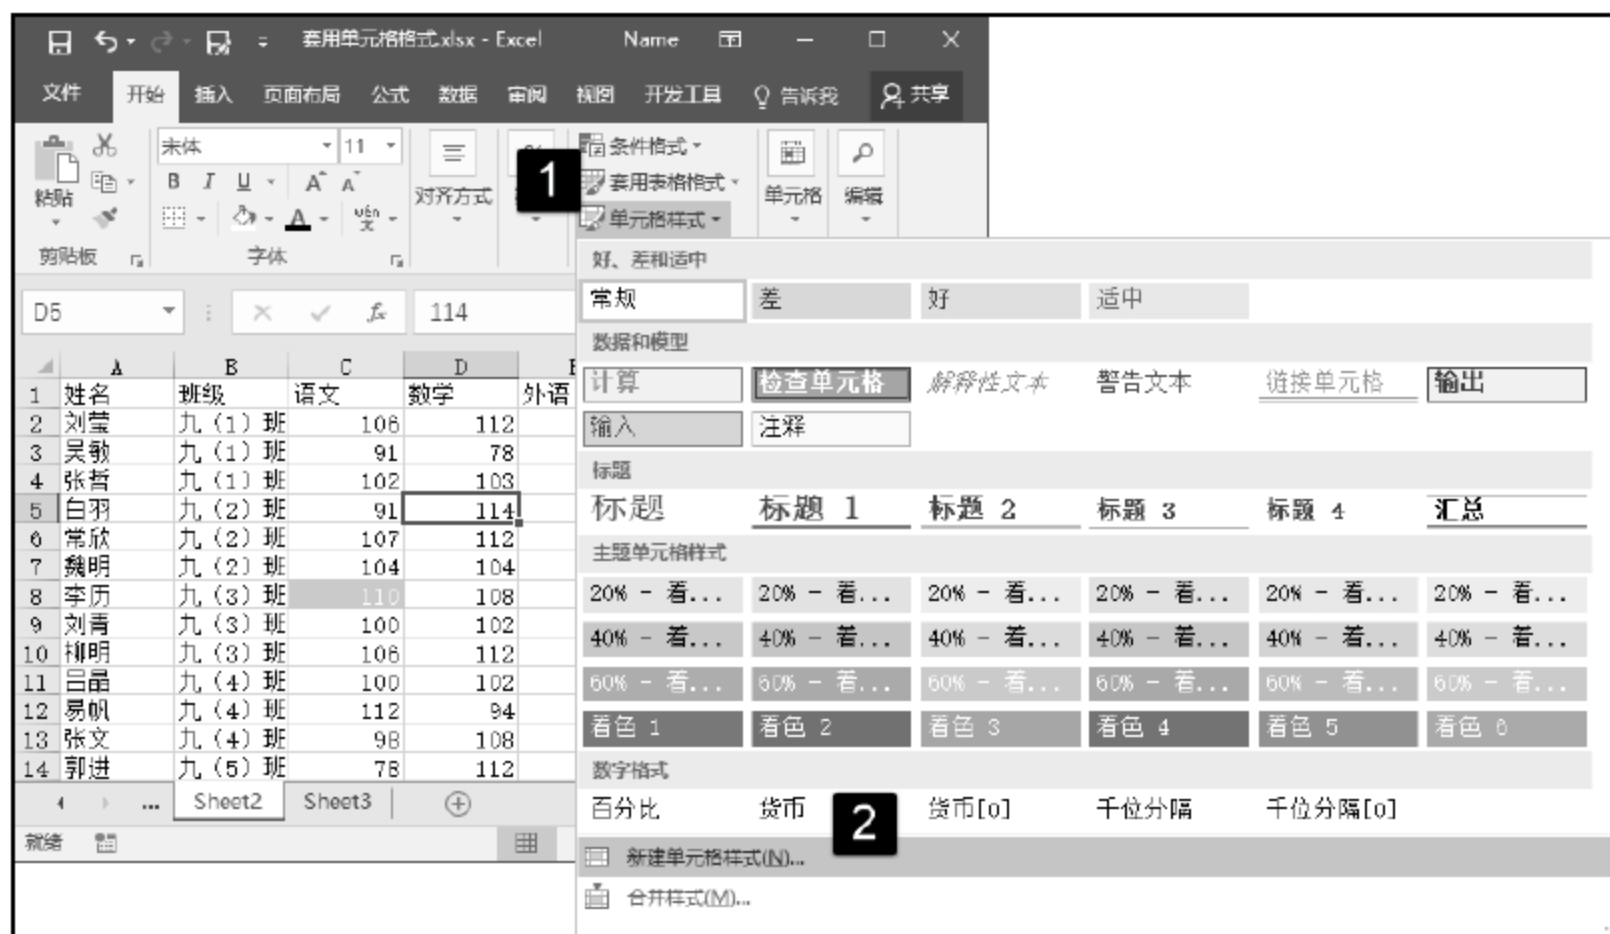 套用单元格格式.xlsx - Excel Name
文件 开始 插入 页面布局 公式 数据 审阅 视图 开发工具 告诉我 共享
宋体 11
条件格式
B I U A A
套用表格格式
粘贴 对齐方式 单元格 编辑
1
A wén 文
单元格样式
剪贴板 字体
D5 fx 114
A B C D
1 姓名 班级 语文 数学 外语
2 刘莹 九（1）班 106 112
3 吴敏 九（1）班 91 78
4 张哲 九（1）班 102 103
5 白羽 九（2）班 91 114
6 常欣 九（2）班 107 112
7 魏明 九（2）班 104 104
8 李历 九（3）班 110 108
9 刘青 九（3）班 100 102
10 柳明 九（3）班 106 112
11 吕晶 九（4）班 100 102
12 易帆 九（4）班 112 94
13 张文 九（4）班 98 108
14 郭进 九（5）班 78 112
... Sheet2 Sheet3
就绪
好、差和适中
常规 差 好 适中
数据和模型
计算 检查单元格 解释性文本 警告文本 链接单元格 输出
输入 注释
标题
标题 标题 1 标题 2 标题 3 标题 4 汇总
主题单元格样式
20% - 着... 20% - 着... 20% - 着... 20% - 着... 20% - 着... 20% - 着...
40% - 着... 40% - 着... 40% - 着... 40% - 着... 40% - 着... 40% - 着...
60% - 着... 60% - 着... 60% - 着... 60% - 着... 60% - 着... 60% - 着...
着色 1 着色 2 着色 3 着色 4 着色 5 着色 6
数字格式
百分比 货币 货币[0] 千位分隔 千位分隔[0]
2
新建单元格样式(N)...
合并样式(M)...